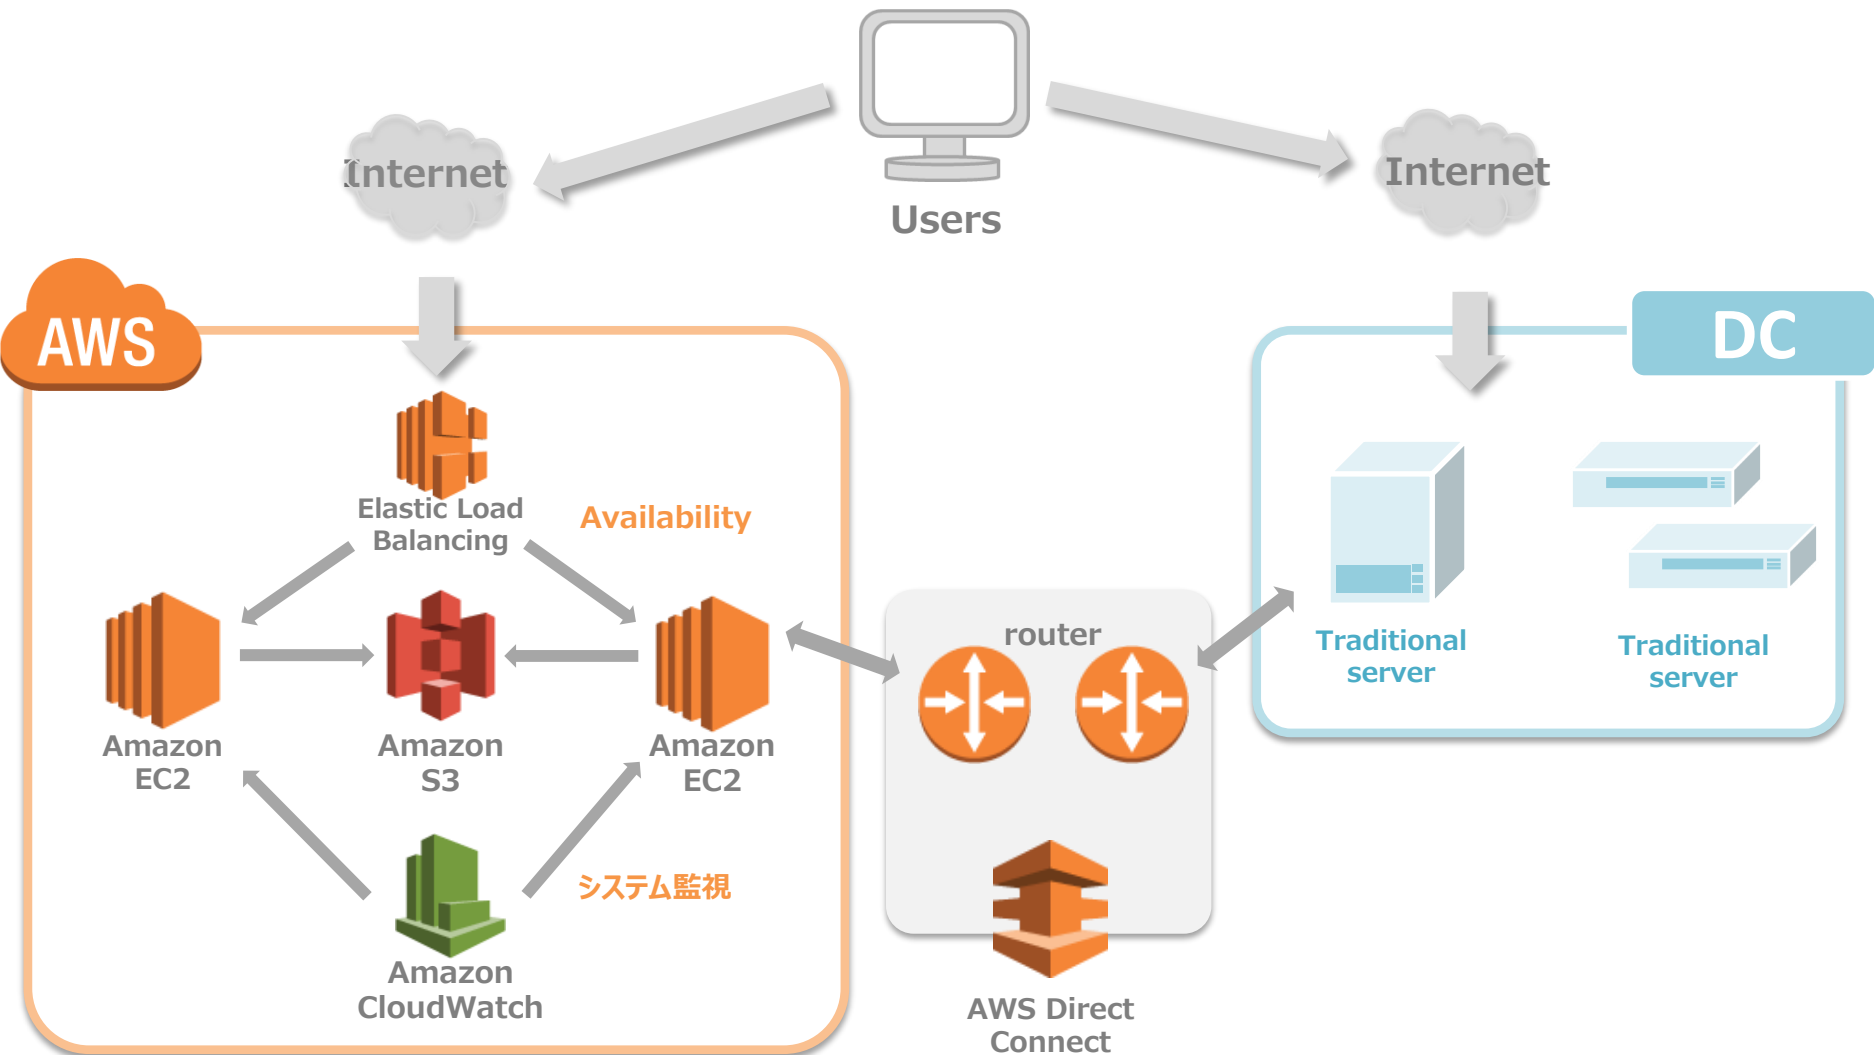 Users
Internet
Internet
AWS
DC
Elastic Load
Balancing
Availability
Amazon
EC2
Amazon
S3
Amazon
EC2
router
Traditional
server
Traditional
server
システム監視
Amazon
CloudWatch
AWS Direct
Connect